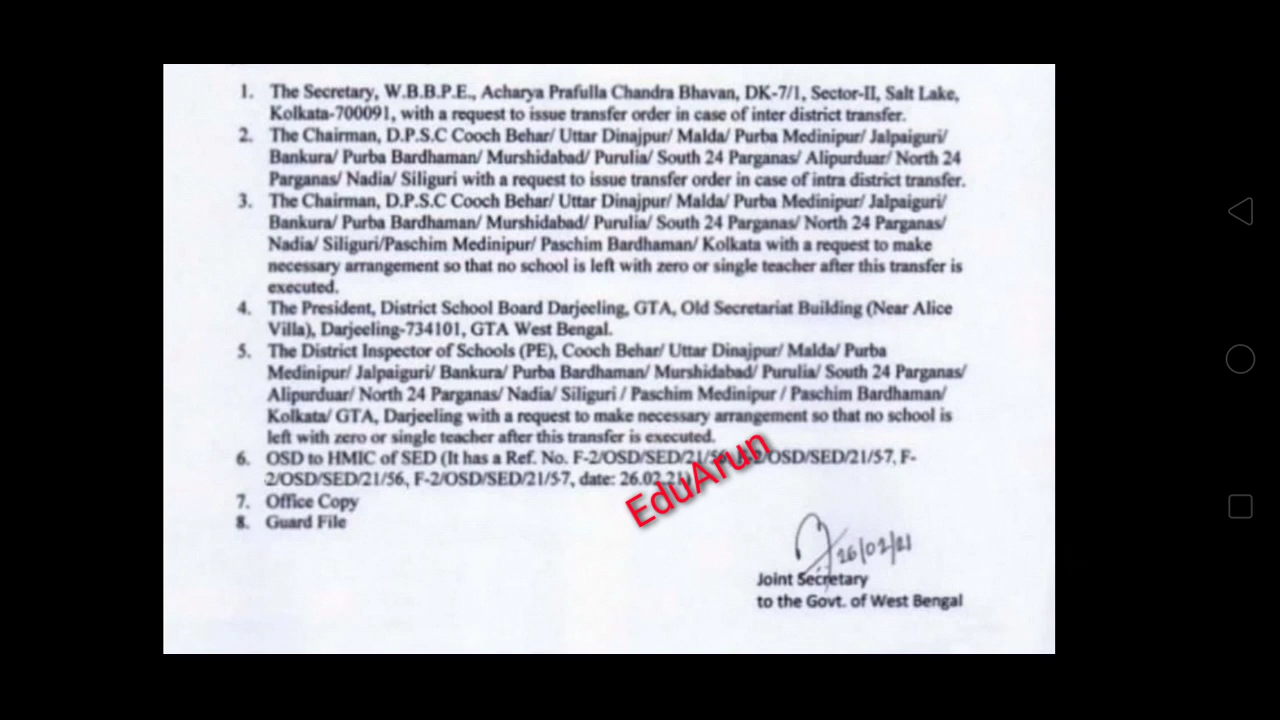 1. The Secretary, W.B.B.P.E., Acharya Prafulla Chandra Bhavan, DK-7/1, Sector-II, Salt Lake,
Kolkata-700091, with a request to issue transfer order in case of inter district transfer.
2. The Chairman, D.P.S.C Cooch Behar/ Uttar Dinajpur/ Malda/ Purba Medinipur/ Jalpaiguri/
Bankura/ Purba Bardhaman/ Murshidabad/ Purulia/ South 24 Parganas/ Alipurduar/ North 24
Parganas/ Nadia/ Siliguri with a request to issue transfer order in case of intra district transfer.
3. The Chairman, D.P.S.C Cooch Behar/ Uttar Dinajpur/ Malda/ Purba Medinipur/ Jalpaiguri/
Bankura/ Purba Bardhaman/ Murshidabad/ Purulia/ South 24 Parganas/ North 24 Parganas/
Nadia/ Siliguri/Paschim Medinipur/ Paschim Bardhaman/ Kolkata with a request to make
necessary arrangement so that no school is left with zero or single teacher after this transfer is
executed.
4. The President, District School Board Darjeeling, GTA, Old Secretariat Building (Near Alice
Villa), Darjeeling-734101, GTA West Bengal.
5. The District Inspector of Schools (PE), Cooch Behar/ Uttar Dinajpur/ Malda/ Purba
Medinipur/ Jalpaiguri/ Bankura/ Purba Bardhaman/ Murshidabad/ Purulia/ South 24 Parganas/
Alipurduar/ North 24 Parganas/ Nadia/ Siliguri / Paschim Medinipur / Paschim Bardhaman/
Kolkata/ GTA, Darjeeling with a request to make necessary arrangement so that no school is
left with zero or single teacher after this transfer is executed.
6. OSD to HMIC of SED (It has a Ref. No. F-2/OSD/SED/21/56, F-2/OSD/SED/21/57, F-
2/OSD/SED/21/56, F-2/OSD/SED/21/57, date: 26.02.21)
EduArun
7. Office Copy
8. Guard File
26/02/21
Joint Secretary
to the Govt. of West Bengal